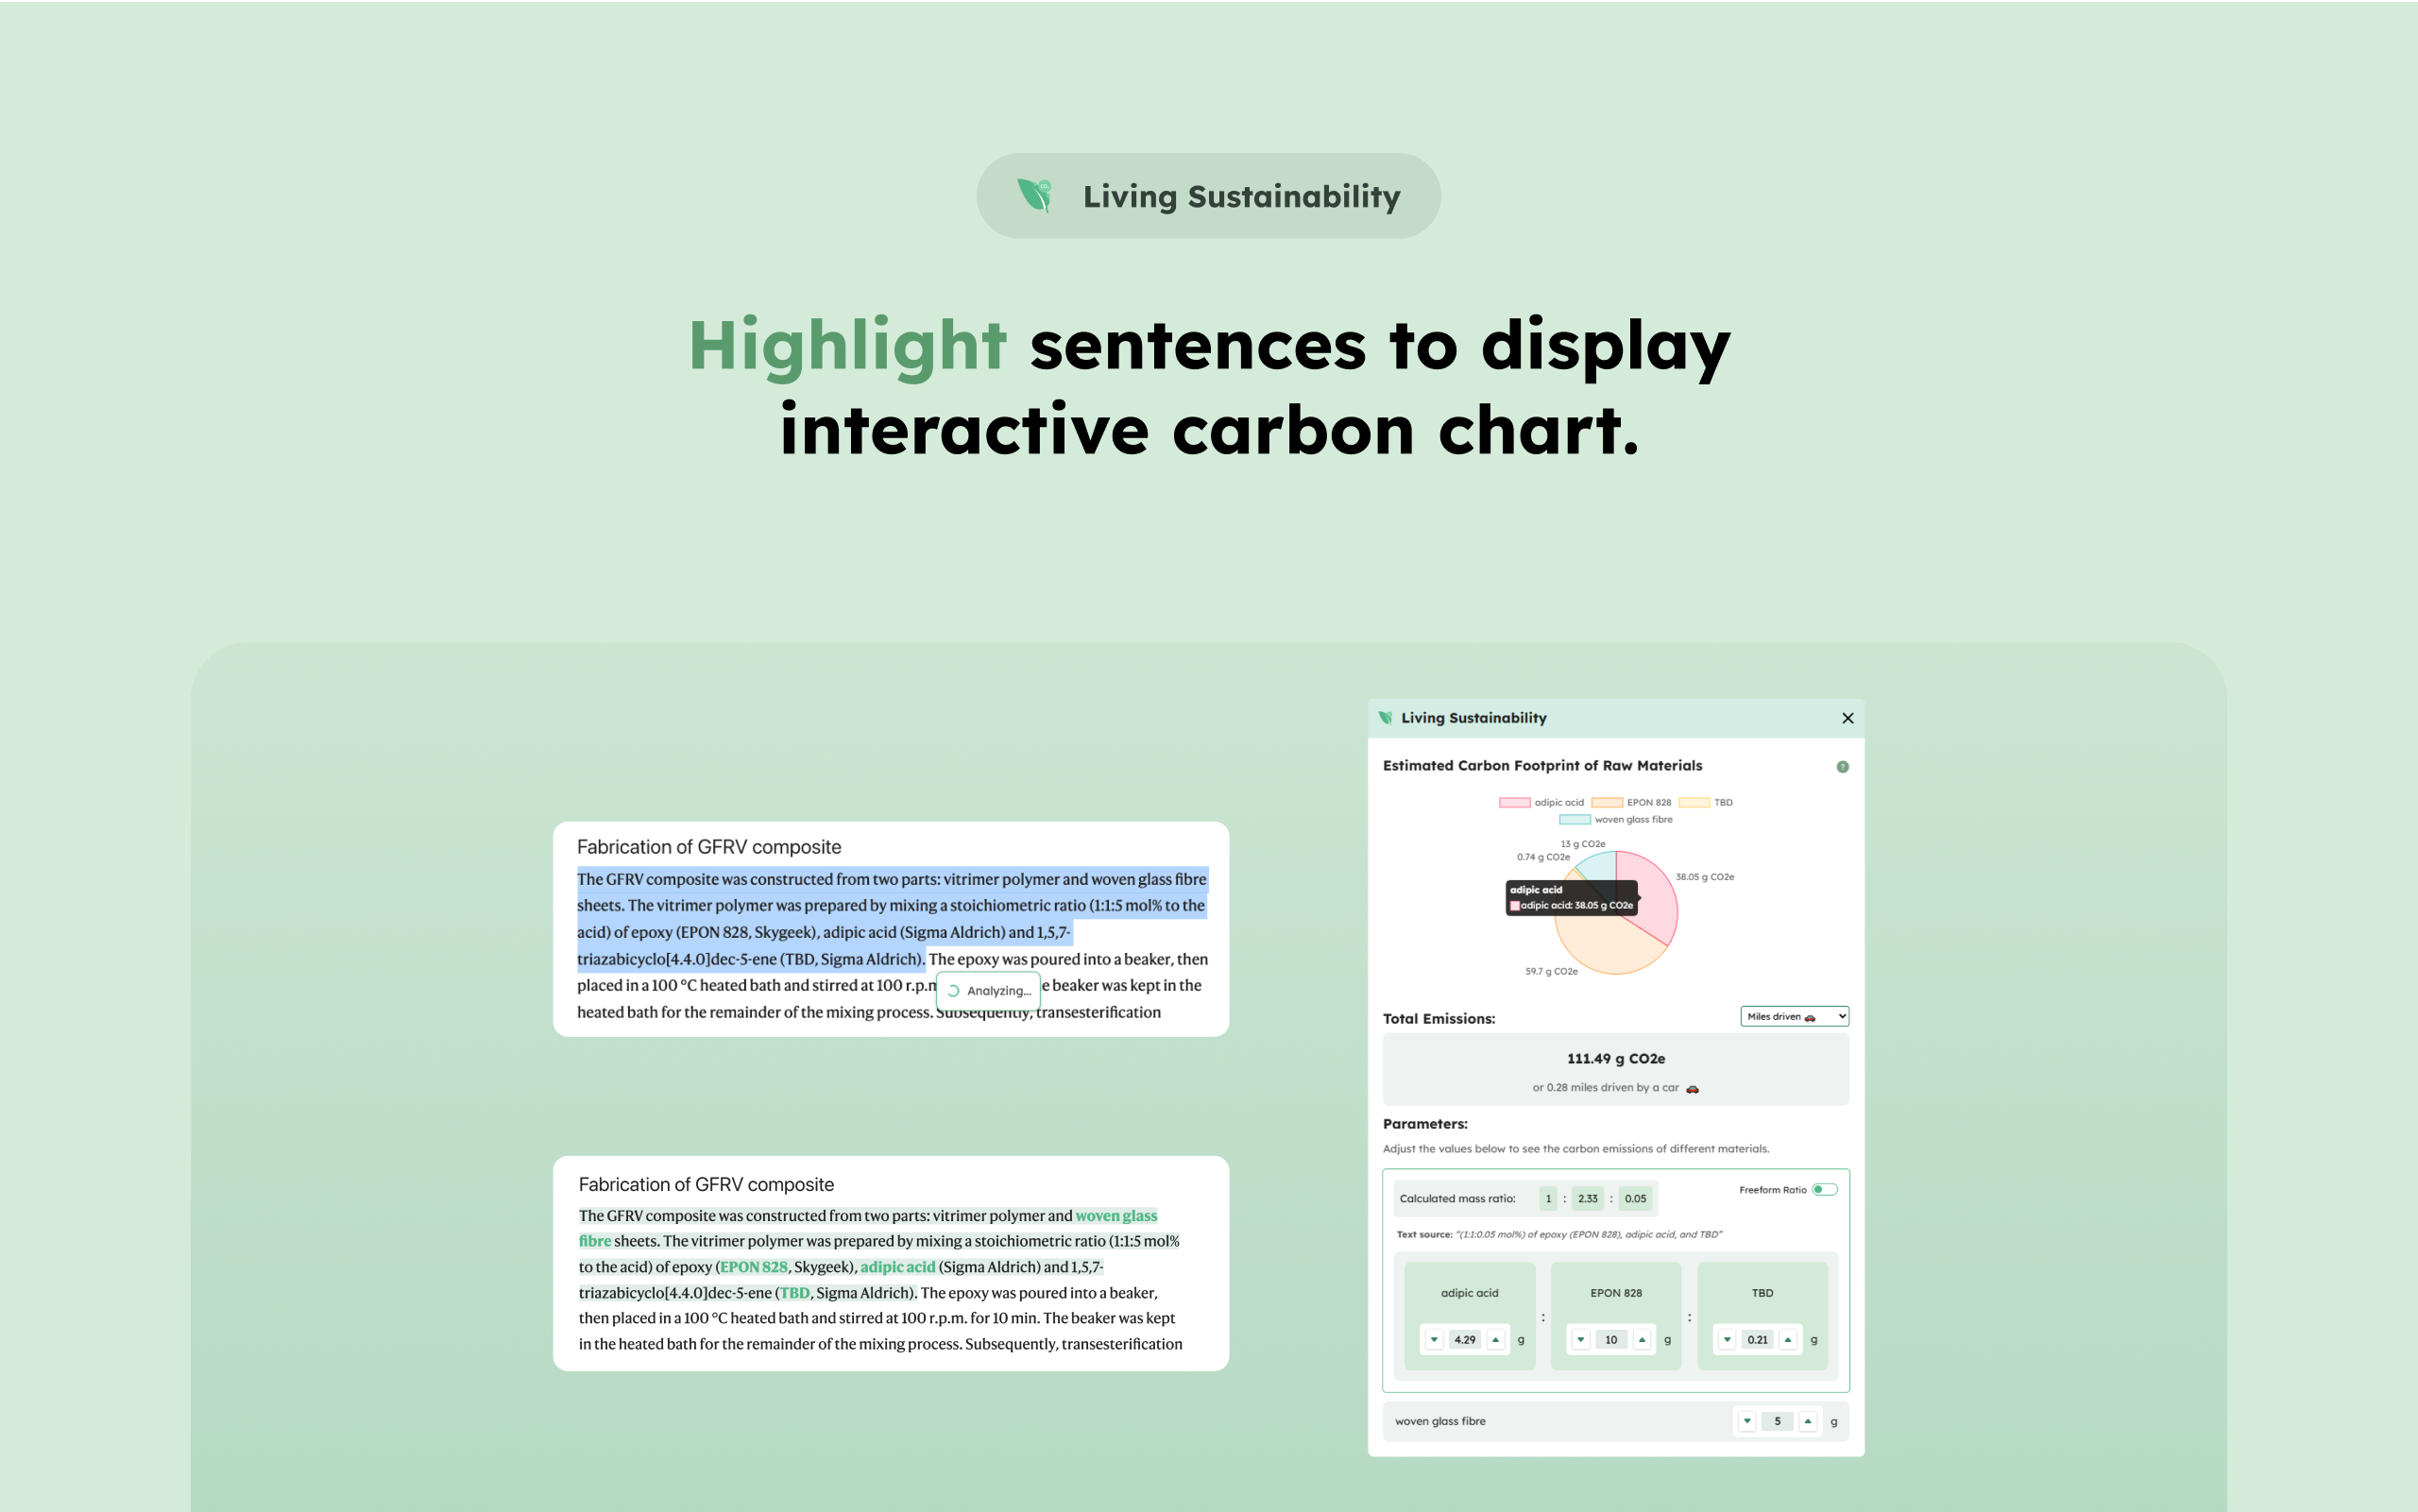 Living Sustainability
Highlight sentences to display
interactive carbon chart.
Fabrication of GFRV composite
The GFRV composite was constructed from two parts: vitrimer polymer and woven glass fibre
sheets. The vitrimer polymer was prepared by mixing a stoichiometric ratio (1:1:5 mol% to the
acid) of epoxy (EPON 828, Skygeek), adipic acid (Sigma Aldrich) and 1,5,7-
triazabicyclo[4.4.0]dec-5-ene (TBD, Sigma Aldrich). The epoxy was poured into a beaker, then
placed in a 100 °C heated bath and stirred at 100 r.p.m
Analyzing...
e beaker was kept in the
heated bath for the remainder of the mixing process. Subsequently, transesterification
Fabrication of GFRV composite
The GFRV composite was constructed from two parts: vitrimer polymer and woven glass
fibre sheets. The vitrimer polymer was prepared by mixing a stoichiometric ratio (1:1:5 mol%
to the acid) of epoxy (EPON 828, Skygeek), adipic acid (Sigma Aldrich) and 1,5,7-
triazabicyclo[4.4.0]dec-5-ene (TBD, Sigma Aldrich). The epoxy was poured into a beaker,
then placed in a 100 °C heated bath and stirred at 100 r.p.m. for 10 min. The beaker was kept
in the heated bath for the remainder of the mixing process. Subsequently, transesterification
Living Sustainability
Estimated Carbon Footprint of Raw Materials
?
adipic acid EPON 828 TBD
woven glass fibre
13 g CO2e
0.74 g CO2e
38.05 g CO2e
adipic acid
adipic acid: 38.05 g CO2e
59.7 g CO2e
Total Emissions:
Miles driven
111.49 g CO2e
or 0.28 miles driven by a car
Parameters:
Adjust the values below to see the carbon emissions of different materials.
Calculated mass ratio: 1 : 2.33 : 0.05
Freeform Ratio
Text source: "(1:1:0.05 mol%) of epoxy (EPON 828), adipic acid, and TBD"
adipic acid : EPON 828 : TBD
4.29 g 10 g 0.21 g
woven glass fibre 5 g